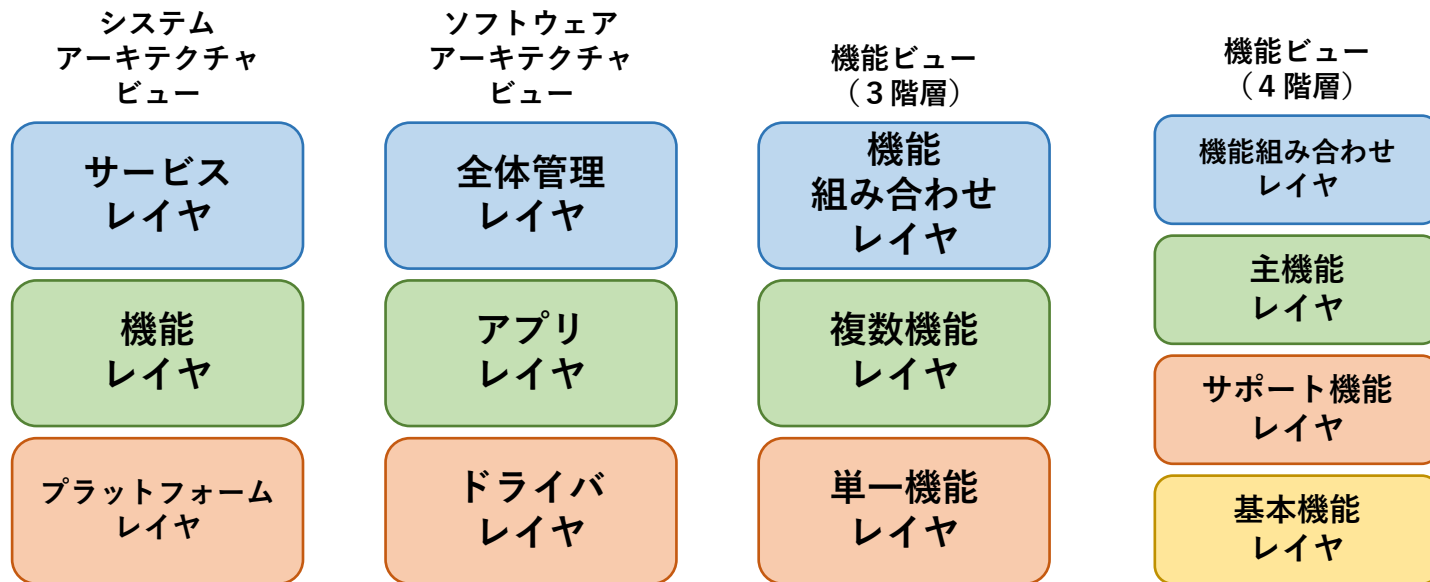 システム
アーキテクチャ
ビュー
サービス
レイヤ
機能
レイヤ
プラットフォーム
レイヤ
ソフトウェア
アーキテクチャ
ビュー
全体管理
レイヤ
アプリ
レイヤ
ドライバ
レイヤ
機能ビュー
（３階層）
機能
組み合わせ
レイヤ
複数機能
レイヤ
単一機能
レイヤ
機能ビュー
（４階層）
機能組み合わせ
レイヤ
主機能
レイヤ
サポート機能
レイヤ
基本機能
レイヤ